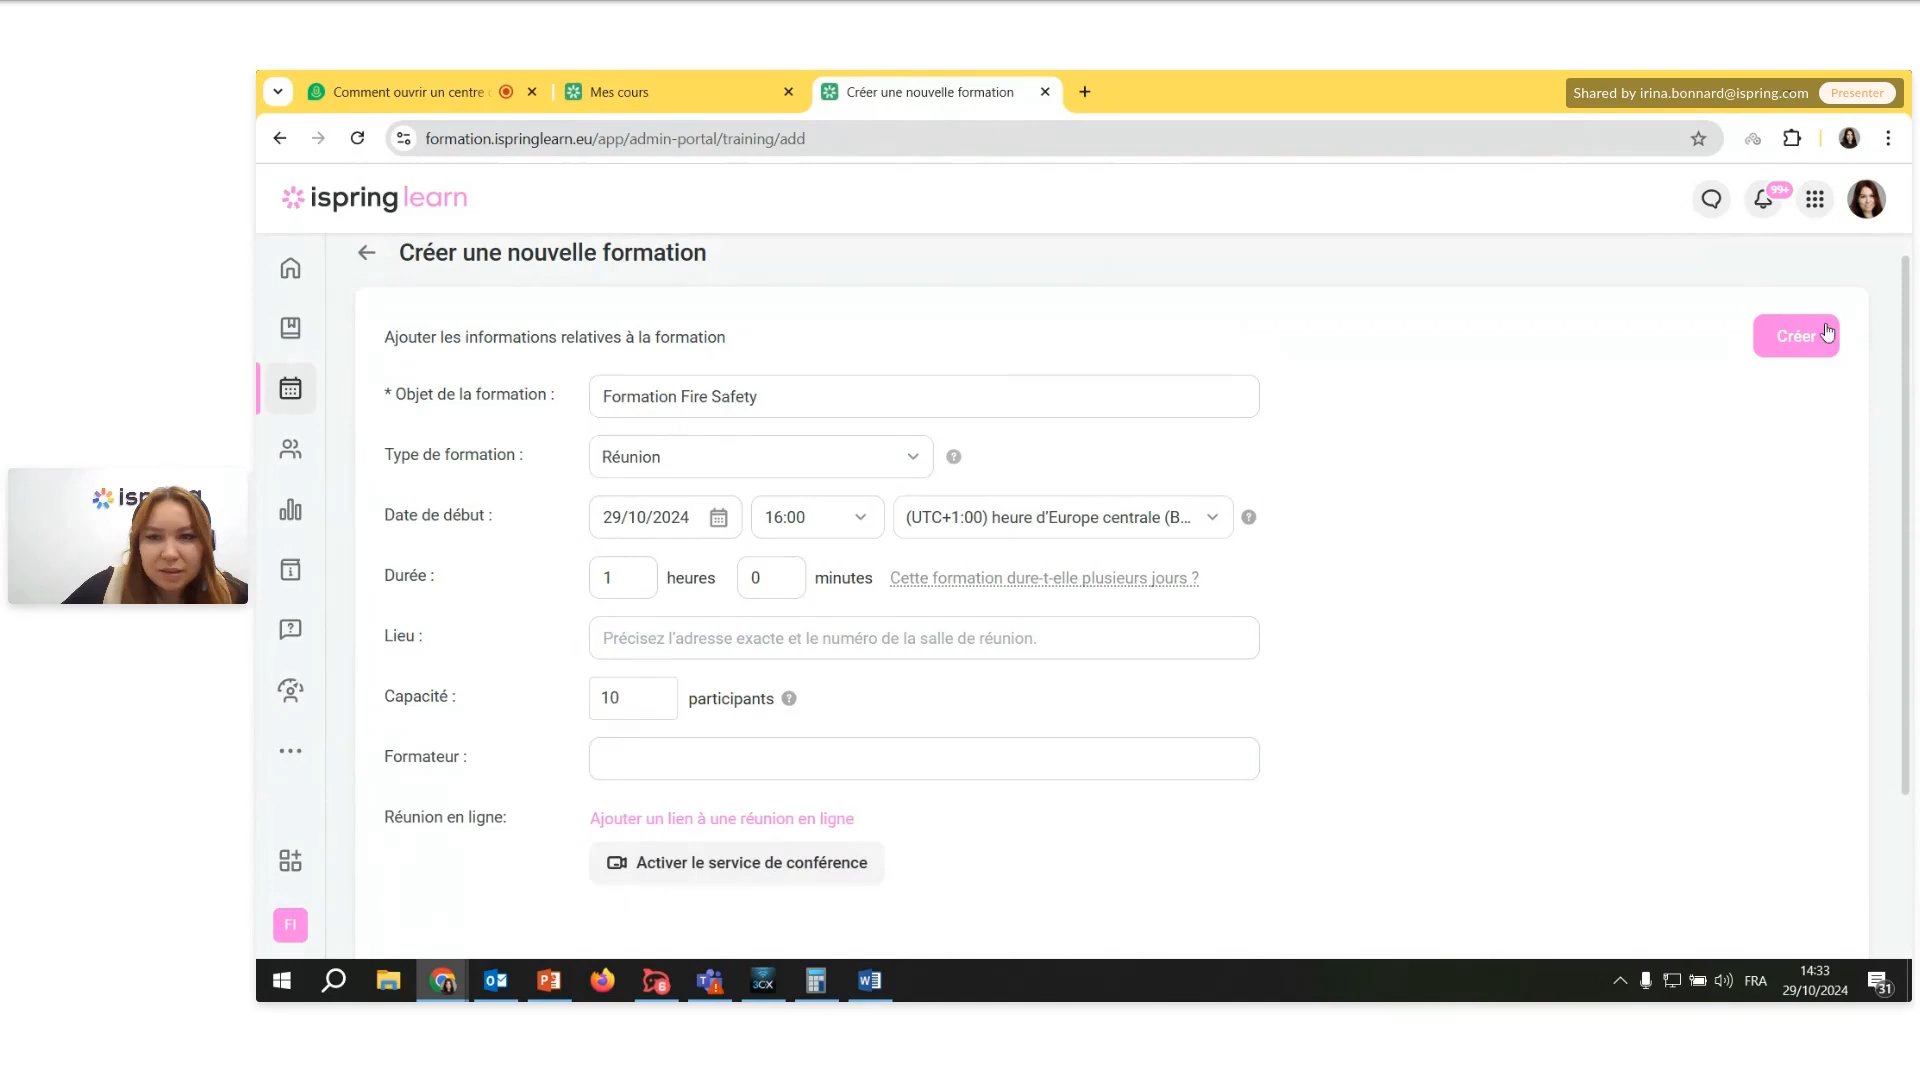 Comment ouvrir un centre
Mes cours
Créer une nouvelle formation
Shared by irina.bonnard@ispring.com
Presenter
formation.ispringlearn.eu/app/admin-portal/training/add
ispring learn
99+
Créer une nouvelle formation
Ajouter les informations relatives à la formation
Créer
* Objet de la formation :
Formation Fire Safety
Type de formation :
Réunion
Date de début :
29/10/2024
16:00
(UTC+1:00) heure d'Europe centrale (B...
Durée :
1
heures
0
minutes
Cette formation dure-t-elle plusieurs jours ?
Lieu :
Précisez l'adresse exacte et le numéro de la salle de réunion.
Capacité :
10
participants
Formateur :
Réunion en ligne:
Ajouter un lien à une réunion en ligne
Activer le service de conférence
FI
3CX
FRA
14:33
29/10/2024
31